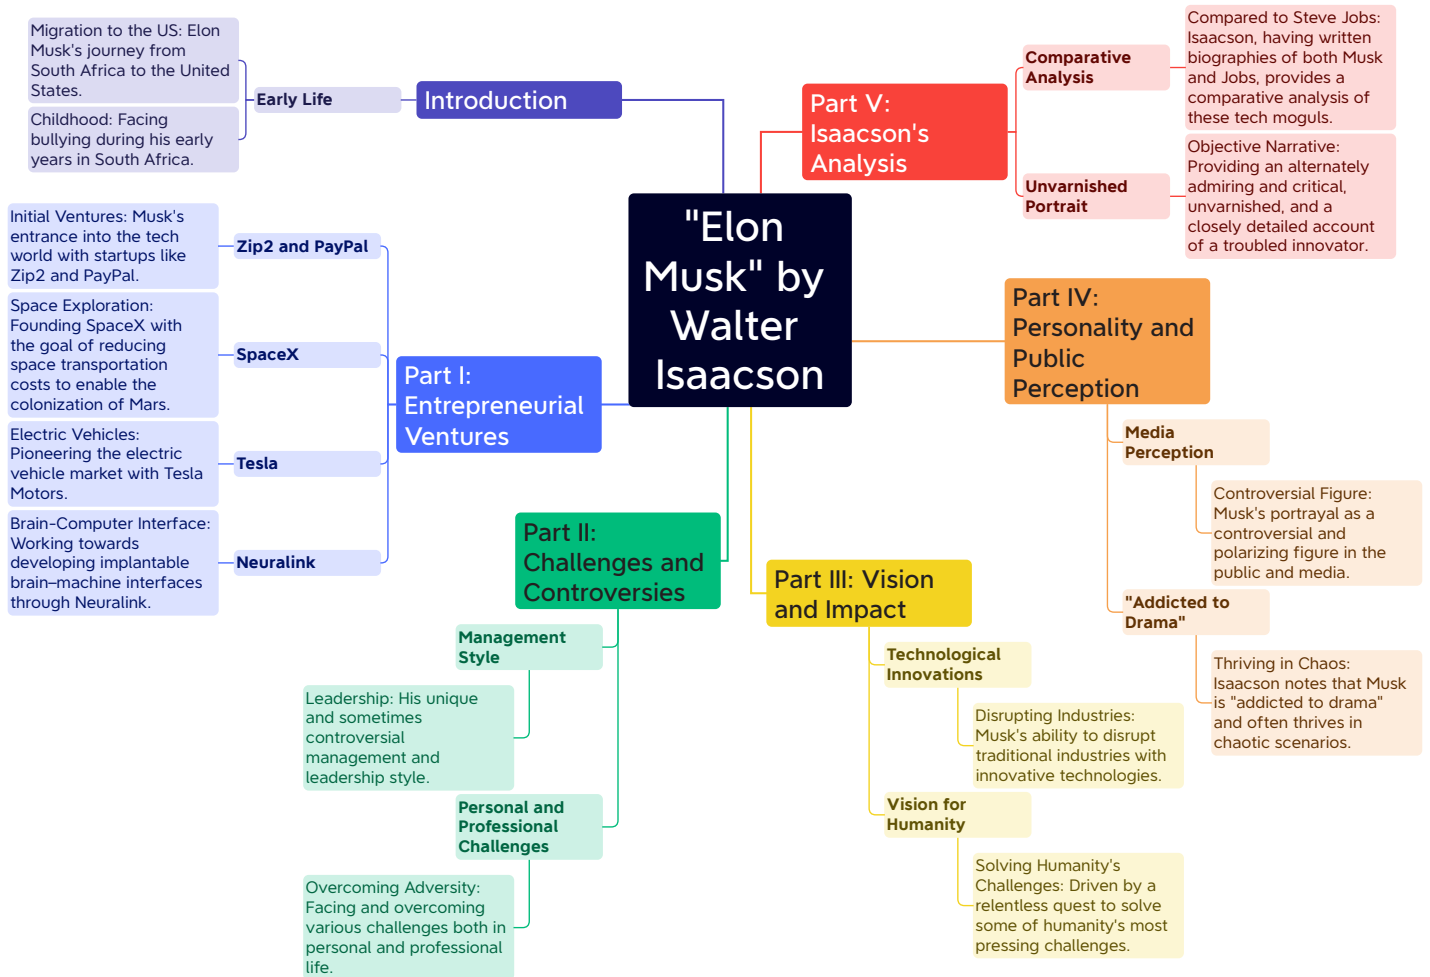 "Elon
Musk" by
Walter
Isaacson
Introduction
Early Life
Migration to the US: Elon
Musk's journey from
South Africa to the United
States.
Childhood: Facing
bullying during his early
years in South Africa.
Part I:
Entrepreneurial
Ventures
Zip2 and PayPal
Initial Ventures: Musk's
entrance into the tech
world with startups like
Zip2 and PayPal.
SpaceX
Space Exploration:
Founding SpaceX with
the goal of reducing
space transportation
costs to enable the
colonization of Mars.
Tesla
Electric Vehicles:
Pioneering the electric
vehicle market with Tesla
Motors.
Neuralink
Brain-Computer Interface:
Working towards
developing implantable
brain–machine interfaces
through Neuralink.
Part II:
Challenges and
Controversies
Management
Style
Leadership: His unique
and sometimes
controversial
management and
leadership style.
Personal and
Professional
Challenges
Overcoming Adversity:
Facing and overcoming
various challenges both in
personal and professional
life.
Part III: Vision
and Impact
Technological
Innovations
Disrupting Industries:
Musk's ability to disrupt
traditional industries with
innovative technologies.
Vision for
Humanity
Solving Humanity's
Challenges: Driven by a
relentless quest to solve
some of humanity's most
pressing challenges.
Part IV:
Personality and
Public
Perception
Media
Perception
Controversial Figure:
Musk's portrayal as a
controversial and
polarizing figure in the
public and media.
"Addicted to
Drama"
Thriving in Chaos:
Isaacson notes that Musk
is "addicted to drama"
and often thrives in
chaotic scenarios.
Part V:
Isaacson's
Analysis
Comparative
Analysis
Compared to Steve Jobs:
Isaacson, having written
biographies of both Musk
and Jobs, provides a
comparative analysis of
these tech moguls.
Unvarnished
Portrait
Objective Narrative:
Providing an alternately
admiring and critical,
unvarnished, and a
closely detailed account
of a troubled innovator.